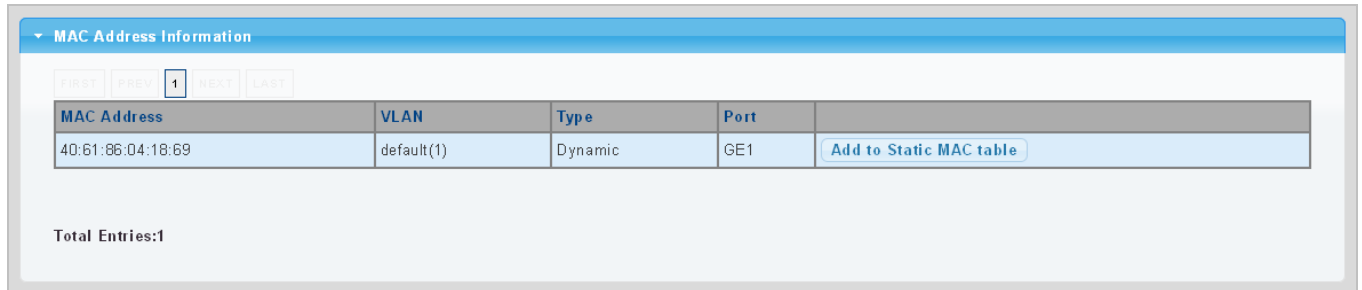 MAC Address Information
FIRST PREV 1 NEXT LAST
MAC Address VLAN Type Port
40:61:86:04:18:69 default(1) Dynamic GE1 Add to Static MAC table
Total Entries:1